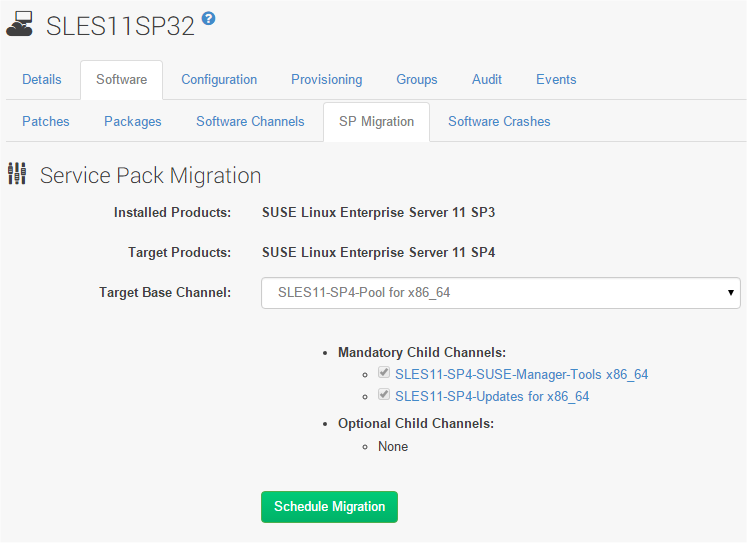 SLES11SP32 ?
Details Software Configuration Provisioning Groups Audit Events
Patches Packages Software Channels SP Migration Software Crashes
Service Pack Migration
Installed Products: SUSE Linux Enterprise Server 11 SP3
Target Products: SUSE Linux Enterprise Server 11 SP4
Target Base Channel: SLES11-SP4-Pool for x86_64
Mandatory Child Channels:
SLES11-SP4-SUSE-Manager-Tools x86_64
SLES11-SP4-Updates for x86_64
Optional Child Channels:
None
Schedule Migration